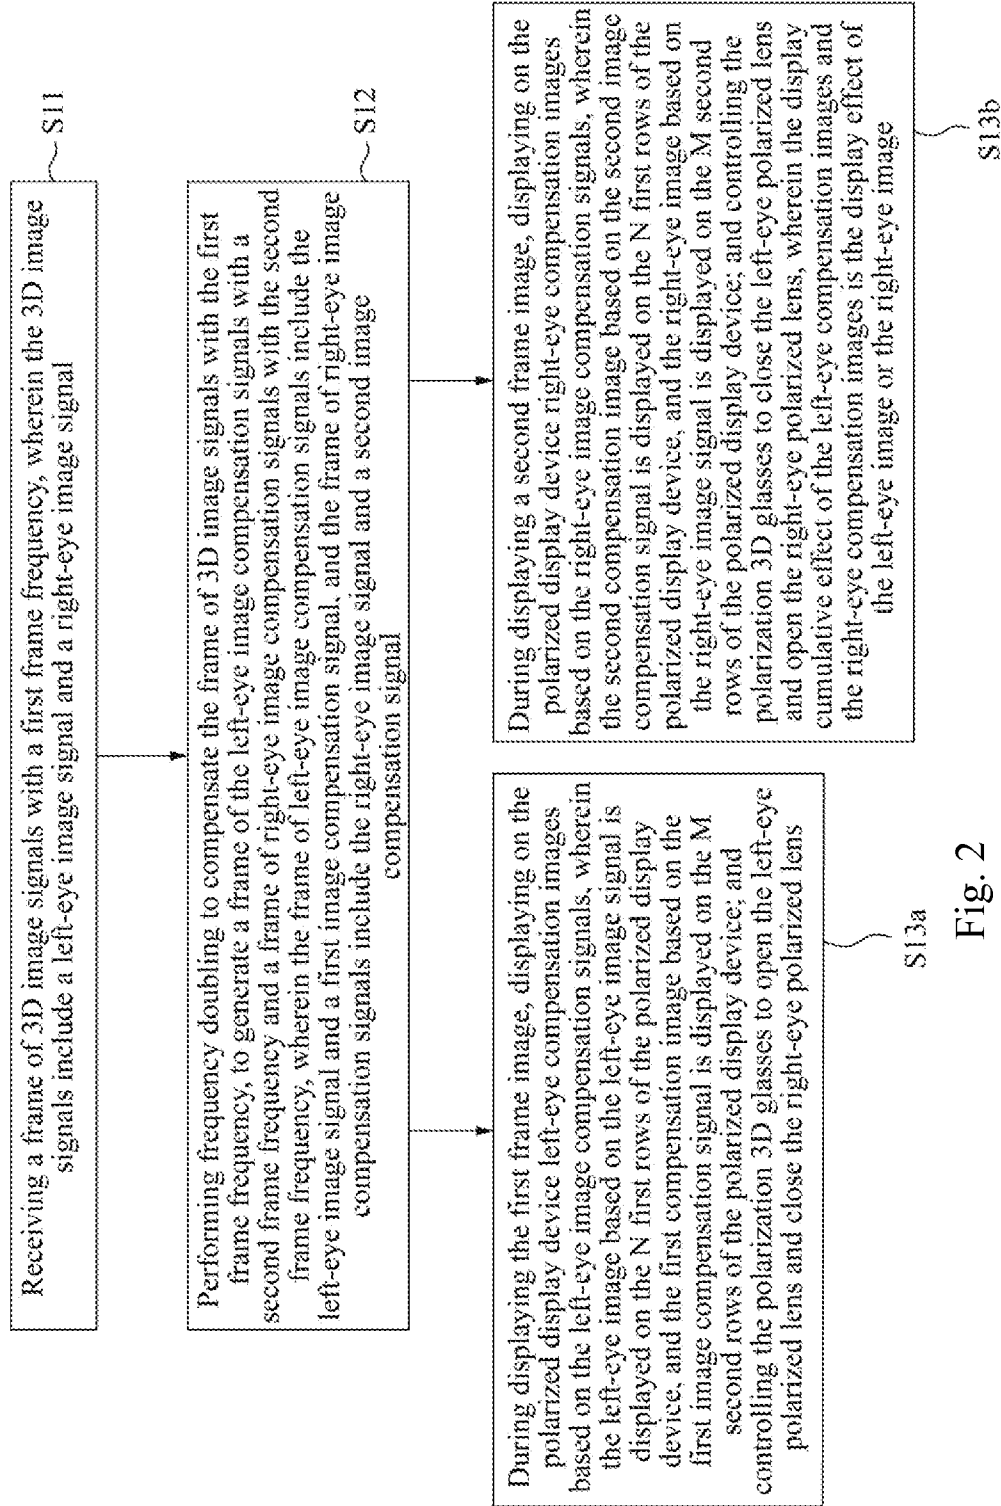 Receiving a frame of 3D image signals with a first frame frequency, wherein the 3D image
signals include a left-eye image signal and a right-eye image signal
S11
Performing frequency doubling to compensate the frame of 3D image signals with the first
frame frequency, to generate a frame of the left-eye image compensation signals with a
second frame frequency and a frame of right-eye image compensation signals with the second
frame frequency, wherein the frame of left-eye image compensation signals include the
left-eye image signal and a first image compensation signal, and the frame of right-eye image
compensation signals include the right-eye image signal and a second image
compensation signal
S12
During displaying the first frame image, displaying on the
polarized display device left-eye compensation images
based on the left-eye image compensation signals, wherein
the left-eye image based on the left-eye image signal is
displayed on the N first rows of the polarized display
device, and the first compensation image based on the
first image compensation signal is displayed on the M
second rows of the polarized display device; and
controlling the polarization 3D glasses to open the left-eye
polarized lens and close the right-eye polarized lens
S13a
During displaying a second frame image, displaying on the
polarized display device right-eye compensation images
based on the right-eye image compensation signals, wherein
the second compensation image based on the second image
compensation signal is displayed on the N first rows of the
polarized display device, and the right-eye image based on
the right-eye image signal is displayed on the M second
rows of the polarized display device; and controlling the
polarization 3D glasses to close the left-eye polarized lens
and open the right-eye polarized lens, wherein the display
cumulative effect of the left-eye compensation images and
the right-eye compensation images is the display effect of
the left-eye image or the right-eye image
S13b
Fig. 2